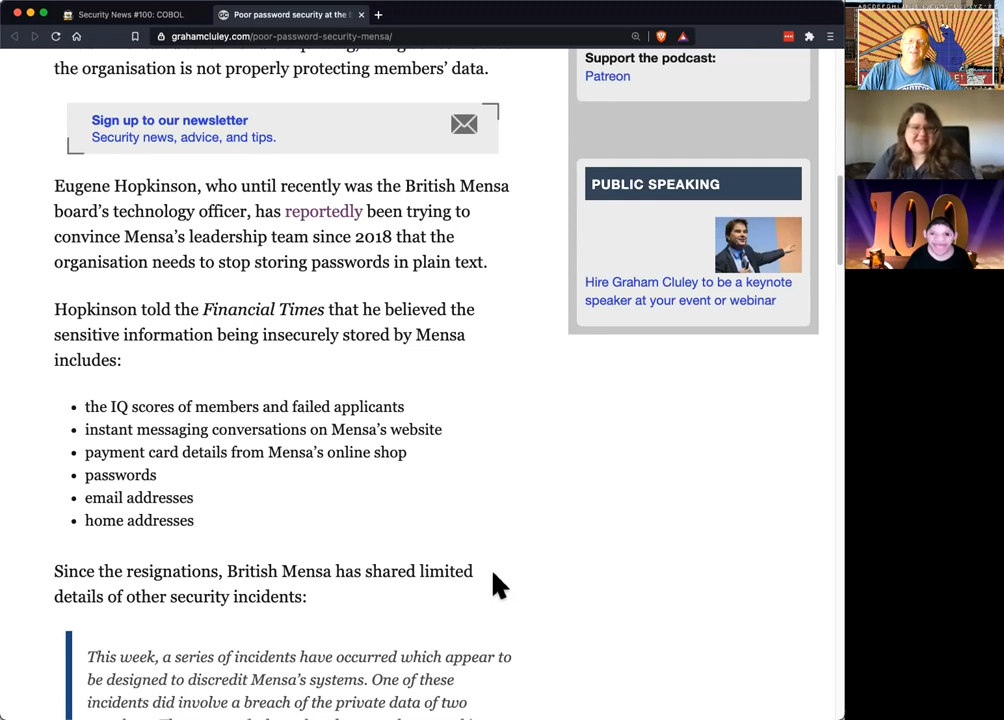 Security News #100: COBOL
Poor password security at the
grahamcluley.com/poor-password-security-mensa/
the organisation is not properly protecting members' data.
Sign up to our newsletter
Security news, advice, and tips.
Eugene Hopkinson, who until recently was the British Mensa
board's technology officer, has reportedly been trying to
convince Mensa's leadership team since 2018 that the
organisation needs to stop storing passwords in plain text.
Hopkinson told the Financial Times that he believed the
sensitive information being insecurely stored by Mensa
includes:
• the IQ scores of members and failed applicants
• instant messaging conversations on Mensa's website
• payment card details from Mensa's online shop
• passwords
• email addresses
• home addresses
Since the resignations, British Mensa has shared limited
details of other security incidents:
This week, a series of incidents have occurred which appear to
be designed to discredit Mensa's systems. One of these
incidents did involve a breach of the private data of two
Support the podcast:
Patreon
PUBLIC SPEAKING
Hire Graham Cluley to be a keynote
speaker at your event or webinar
100